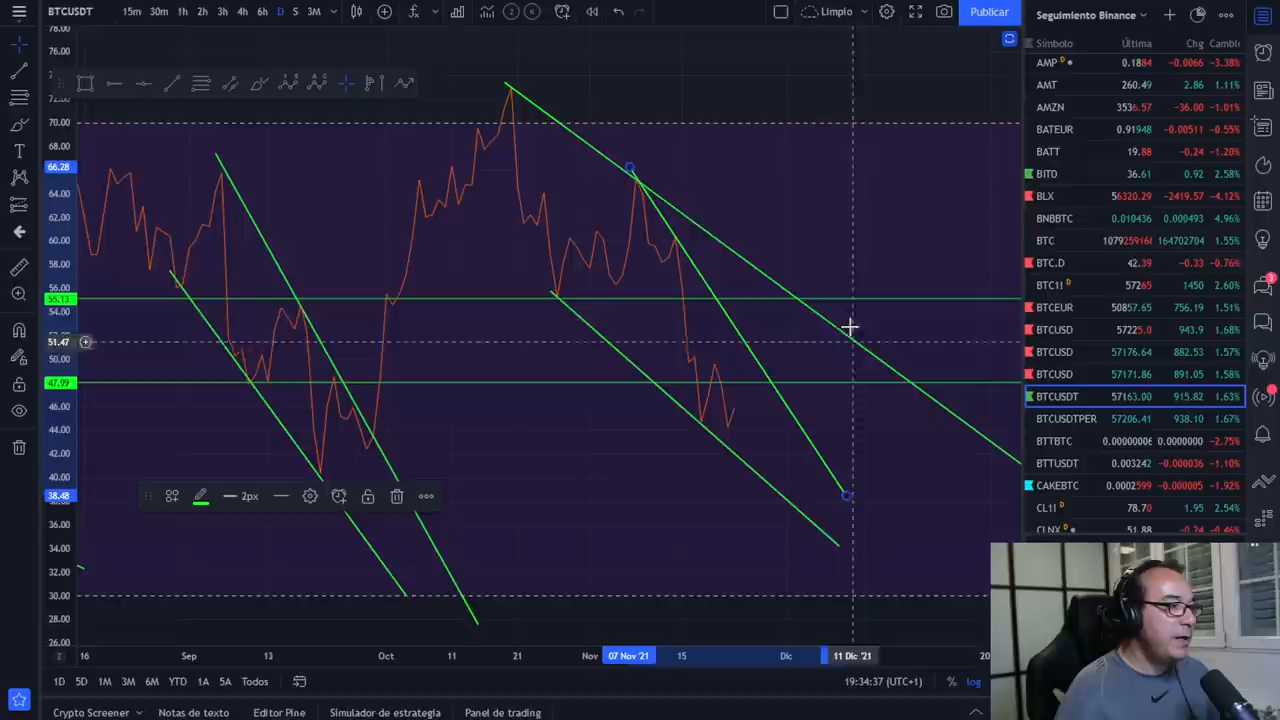 BTCUSDT 15m 30m 1h 2h 3h 4h 6h D S 3M Limpio Publicar
Seguimiento Binance
Símbolo Última Chg Cambio
AMP D 0.1884 −0.0066 −3.38%
AMT 260.49 2.86 1.11%
AMZN 3536.57 −36.00 −1.01%
BATEUR 0.91948 −0.00511 −0.55%
BATT 19.88 −0.24 −1.20%
BITO 36.61 0.92 2.58%
BLX 56320.29 −2419.57 −4.12%
BNBBTC 0.010436 0.000493 4.96%
BTC 107925916 164702704 1.55%
BTC.D 42.39 −0.33 −0.76%
BTC1! D 57265 1450 2.60%
BTCEUR 50857.65 756.19 1.51%
BTCUSD 57225.0 943.9 1.68%
BTCUSD 57176.64 882.53 1.57%
BTCUSD 57171.86 891.05 1.58%
BTCUSDT 57163.00 915.82 1.63%
BTCUSDTPER 57206.41 938.10 1.67%
BTTBTC 0.0000000 0.0000000 −2.75%
BTTUSDT 0.003242 −0.000036 −1.10%
CAKEBTC 0.0002599 −0.000005 −1.92%
CL1! D 78.70 1.95 2.54%
CLNX D 51.88 −0.24 −0.46%
3
78.00
76.00
72.00
70.00
68.00
66.28
64.00
62.00
60.00
58.00
56.00
55.13
54.00
51.47
50.00
47.99
46.00
44.00
42.00
40.00
38.48
36.00
34.00
32.00
30.00
28.00
26.00
2px
16 Sep 13 Oct 11 21 Nov 07 Nov '21 15 Dic 11 Dic '21 20
1D 5D 1M 3M 6M YTD 1A 5A Todos 19:34:37 (UTC+1) % log
Crypto Screener Notas de texto Editor Pine Simulador de estrategia Panel de trading